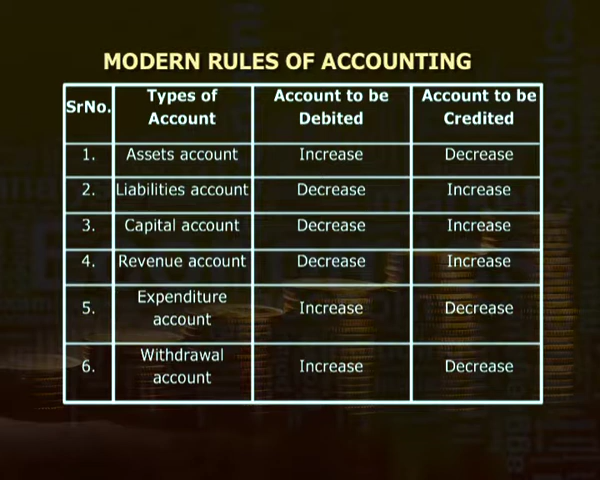 MODERN RULES OF ACCOUNTING
SrNo. Types of Account Account to be Debited Account to be Credited
1. Assets account Increase Decrease
2. Liabilities account Decrease Increase
3. Capital account Decrease Increase
4. Revenue account Decrease Increase
5. Expenditure account Increase Decrease
6. Withdrawal account Increase Decrease